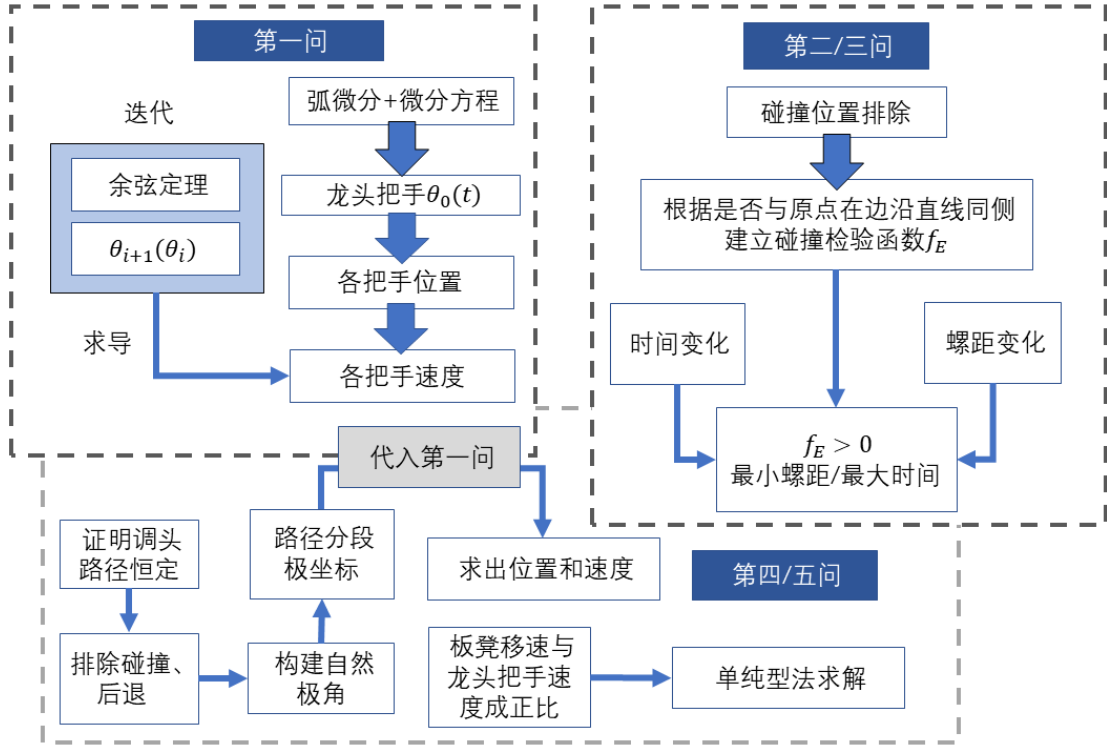 第一问
迭代
余弦定理
θ_{i+1}(θ_i)
求导
弧微分+微分方程
龙头把手θ_0(t)
各把手位置
各把手速度
第二/三问
碰撞位置排除
根据是否与原点在边沿直线同侧
建立碰撞检验函数f_E
时间变化
螺距变化
f_E > 0
最小螺距/最大时间
代入第一问
证明调头
路径恒定
排除碰撞、
后退
构建自然
极角
路径分段
极坐标
求出位置和速度
第四/五问
板凳移速与
龙头把手速
度成正比
单纯型法求解